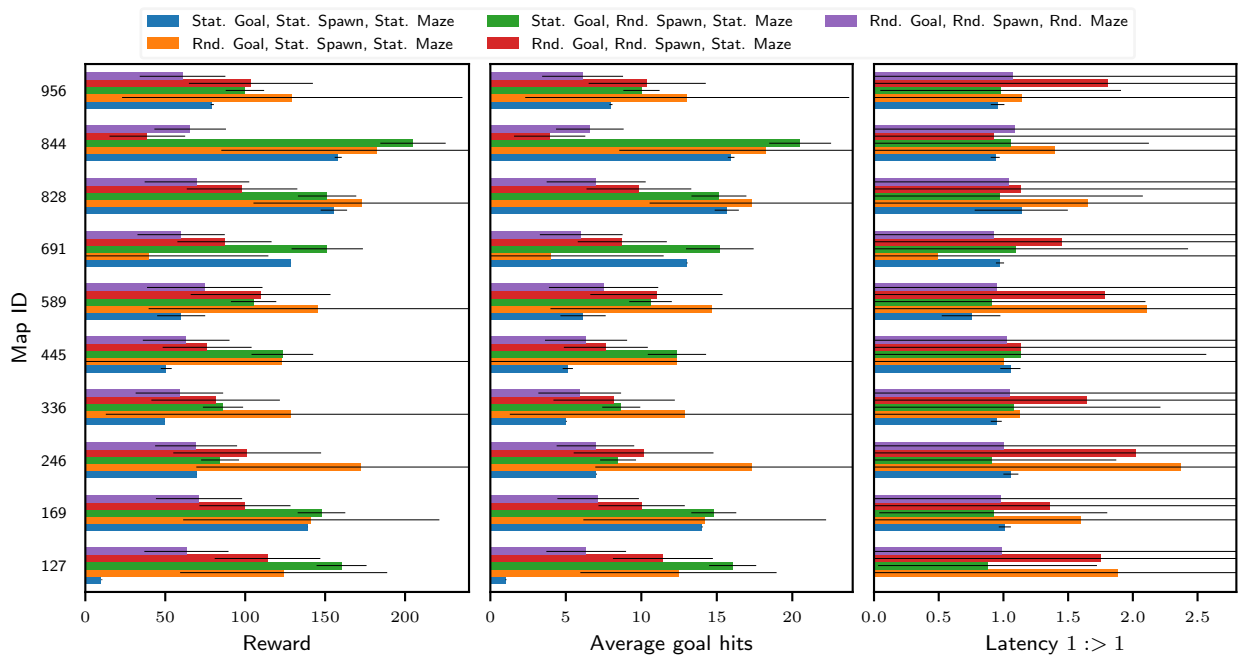 Stat. Goal, Stat. Spawn, Stat. Maze
Rnd. Goal, Stat. Spawn, Stat. Maze
Stat. Goal, Rnd. Spawn, Stat. Maze
Rnd. Goal, Rnd. Spawn, Stat. Maze
Rnd. Goal, Rnd. Spawn, Rnd. Maze
Map ID
956
844
828
691
589
445
336
246
169
127
0 50 100 150 200
Reward
0 5 10 15 20
Average goal hits
0.0 0.5 1.0 1.5 2.0 2.5
Latency 1 :> 1